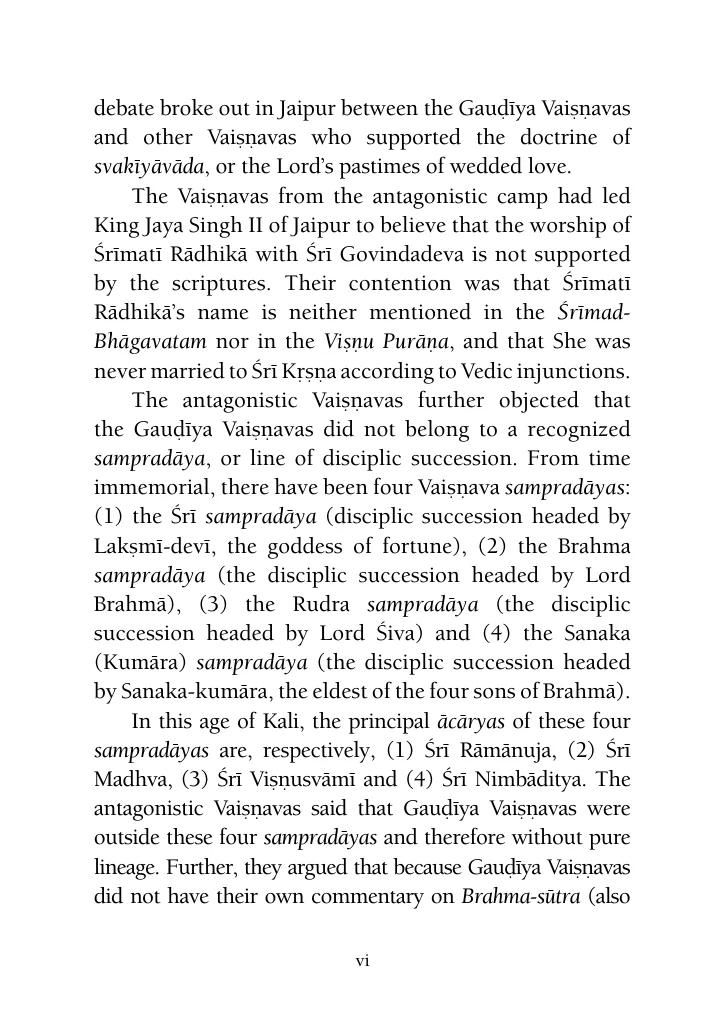 debate broke out in Jaipur between the Gauḍīya Vaiṣṇavas
and other Vaiṣṇavas who supported the doctrine of
svakīyāvāda, or the Lord’s pastimes of wedded love.
The Vaiṣṇavas from the antagonistic camp had led
King Jaya Singh II of Jaipur to believe that the worship of
Śrīmatī Rādhikā with Śrī Govindadeva is not supported
by the scriptures. Their contention was that Śrīmatī
Rādhikā’s name is neither mentioned in the Śrīmad-
Bhāgavatam nor in the Viṣṇu Purāṇa, and that She was
never married to Śrī Kṛṣṇa according to Vedic injunctions.
The antagonistic Vaiṣṇavas further objected that
the Gauḍīya Vaiṣṇavas did not belong to a recognized
sampradāya, or line of disciplic succession. From time
immemorial, there have been four Vaiṣṇava sampradāyas:
(1) the Śrī sampradāya (disciplic succession headed by
Lakṣmī-devī, the goddess of fortune), (2) the Brahma
sampradāya (the disciplic succession headed by Lord
Brahmā), (3) the Rudra sampradāya (the disciplic
succession headed by Lord Śiva) and (4) the Sanaka
(Kumāra) sampradāya (the disciplic succession headed
by Sanaka-kumāra, the eldest of the four sons of Brahmā).
In this age of Kali, the principal ācāryas of these four
sampradāyas are, respectively, (1) Śrī Rāmānuja, (2) Śrī
Madhva, (3) Śrī Viṣṇusvāmī and (4) Śrī Nimbāditya. The
antagonistic Vaiṣṇavas said that Gauḍīya Vaiṣṇavas were
outside these four sampradāyas and therefore without pure
lineage. Further, they argued that because Gauḍīya Vaiṣṇavas
did not have their own commentary on Brahma-sūtra (also
vi